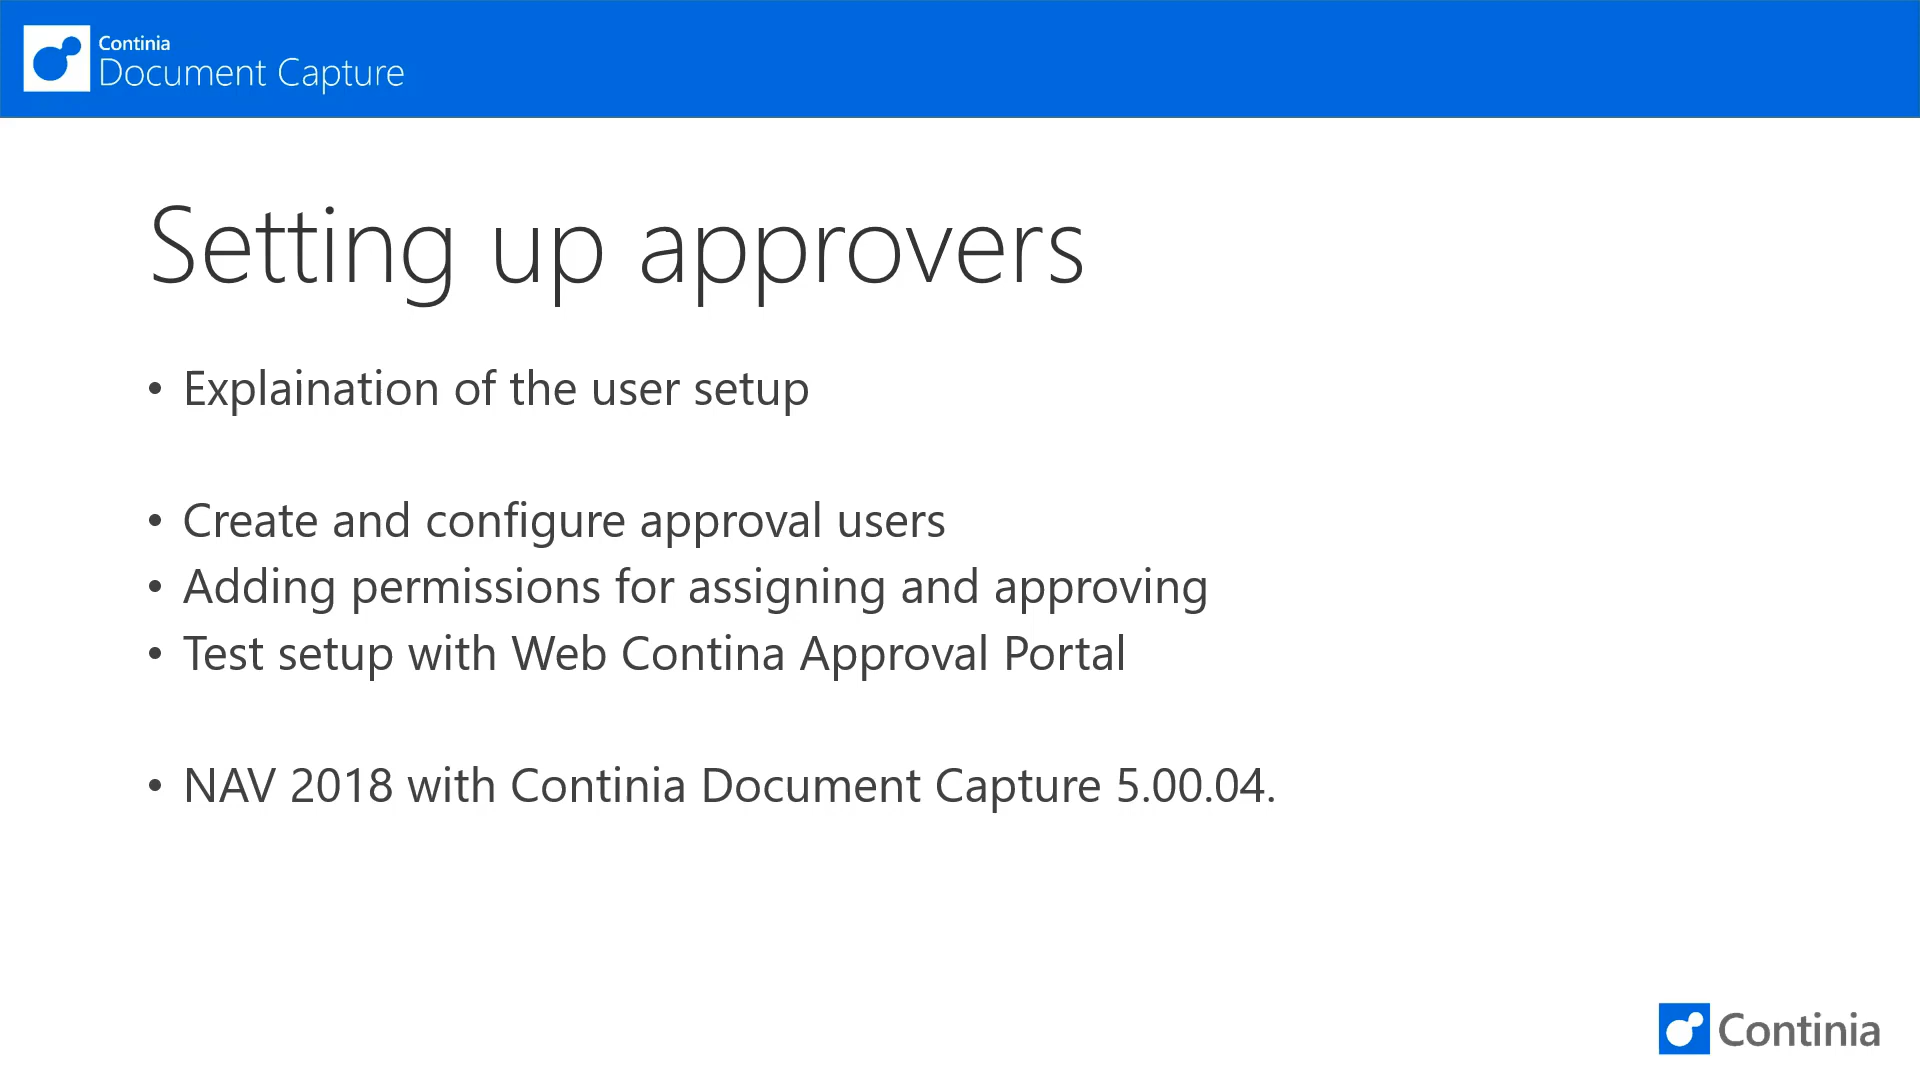 Continia
Document Capture
Setting up approvers
• Explaination of the user setup
• Create and configure approval users
• Adding permissions for assigning and approving
• Test setup with Web Contina Approval Portal
• NAV 2018 with Continia Document Capture 5.00.04.
Continia